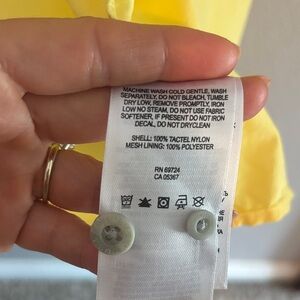 MACHINE WASH COLD GENTLE, WASH
SEPARATELY, DO NOT BLEACH, TUMBLE
DRY LOW, REMOVE PROMPTLY, IRON
LOW NO STEAM, DO NOT USE FABRIC
SOFTENER, IF PRESENT DO NOT IRON
DECAL, DO NOT DRYCLEAN
SHELL: 100% TACTEL NYLON
MESH LINING: 100% POLYESTER
RN 69724
CA 05367